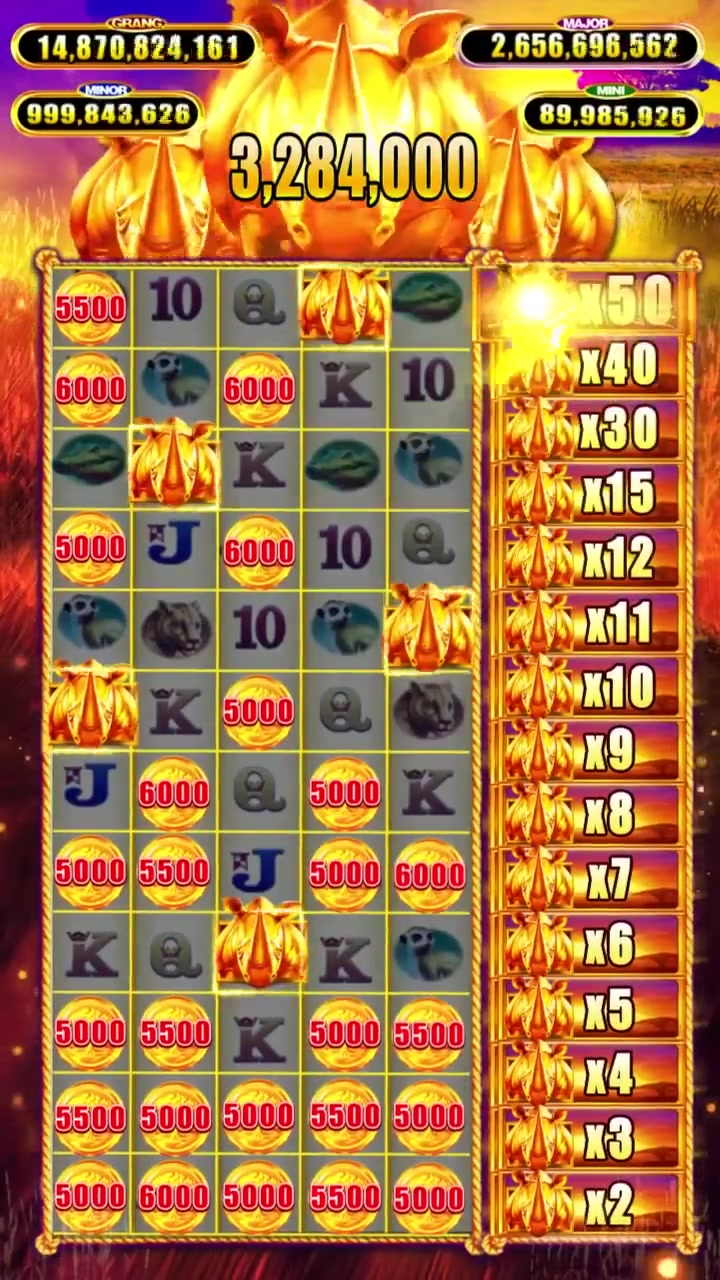 GRAND MAJOR
14,870,824,161 2,656,696,562
MINOR MINI
999,843,626 89,985,926
3,284,000
5500 10 Q x50
6000 6000 K 10 x40
K x30
x15
5000 J 6000 10 Q x12
10 x11
K 5000 Q x10
x9
J 6000 Q 5000 K x8
5000 5500 J 5000 6000 x7
K Q K x6
5000 5500 K 5000 5500 x5
x4
5500 5000 5000 5500 5000 x3
5000 6000 5000 5500 5000 x2